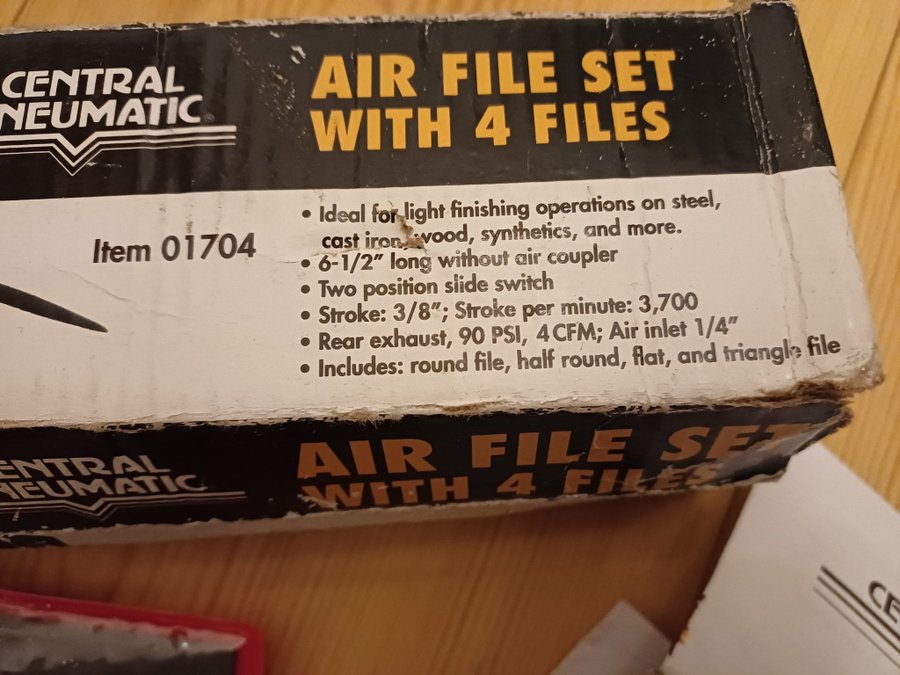 CENTRAL
NEUMATIC®
AIR FILE SET
WITH 4 FILES
Item 01704
• Ideal for light finishing operations on steel,
cast iron, wood, synthetics, and more.
• 6-1/2" long without air coupler
• Two position slide switch
• Stroke: 3/8"; Stroke per minute: 3,700
• Rear exhaust, 90 PSI, 4 CFM; Air inlet 1/4"
• Includes: round file, half round, flat, and triangle file
ENTRAL
NEUMATIC
AIR FILE SET
WITH 4 FILES
CE